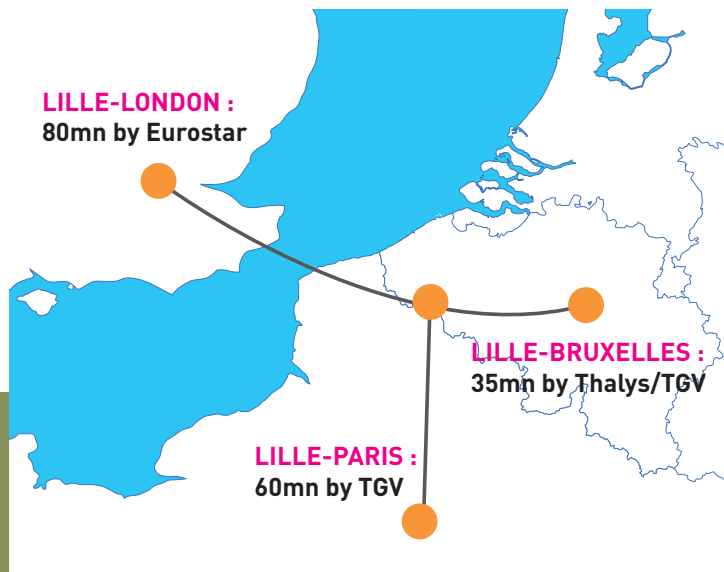 LILLE-LONDON :
80mn by Eurostar
LILLE-BRUXELLES :
35mn by Thalys/TGV
LILLE-PARIS :
60mn by TGV